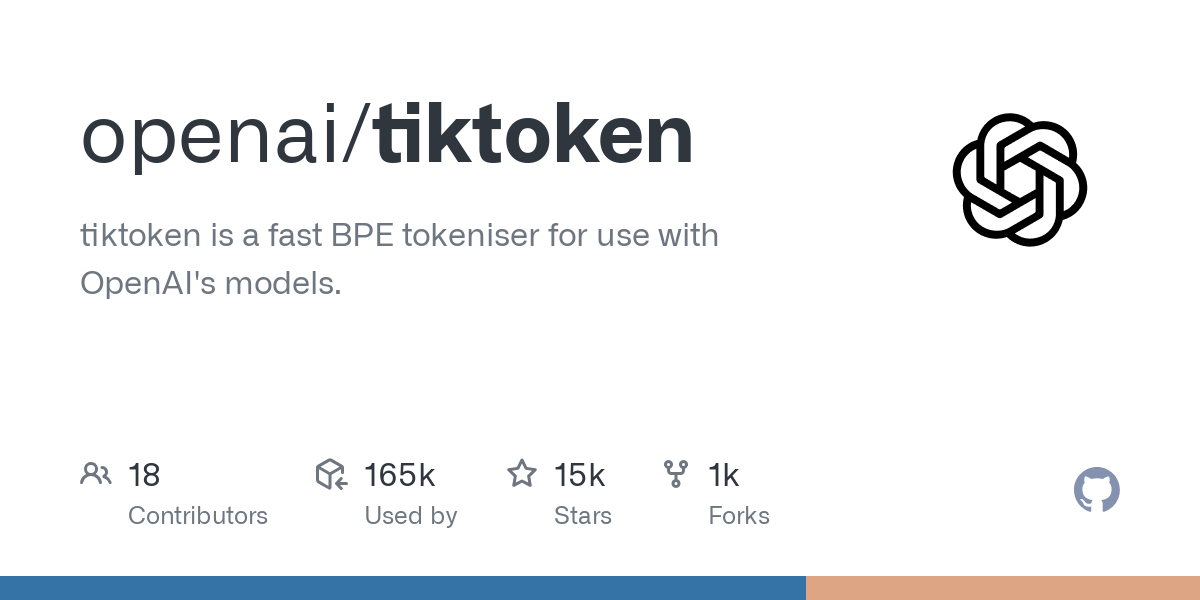 openai/tiktoken
tiktoken is a fast BPE tokeniser for use with
OpenAI's models.
18 165k 15k 1k
Contributors Used by Stars Forks